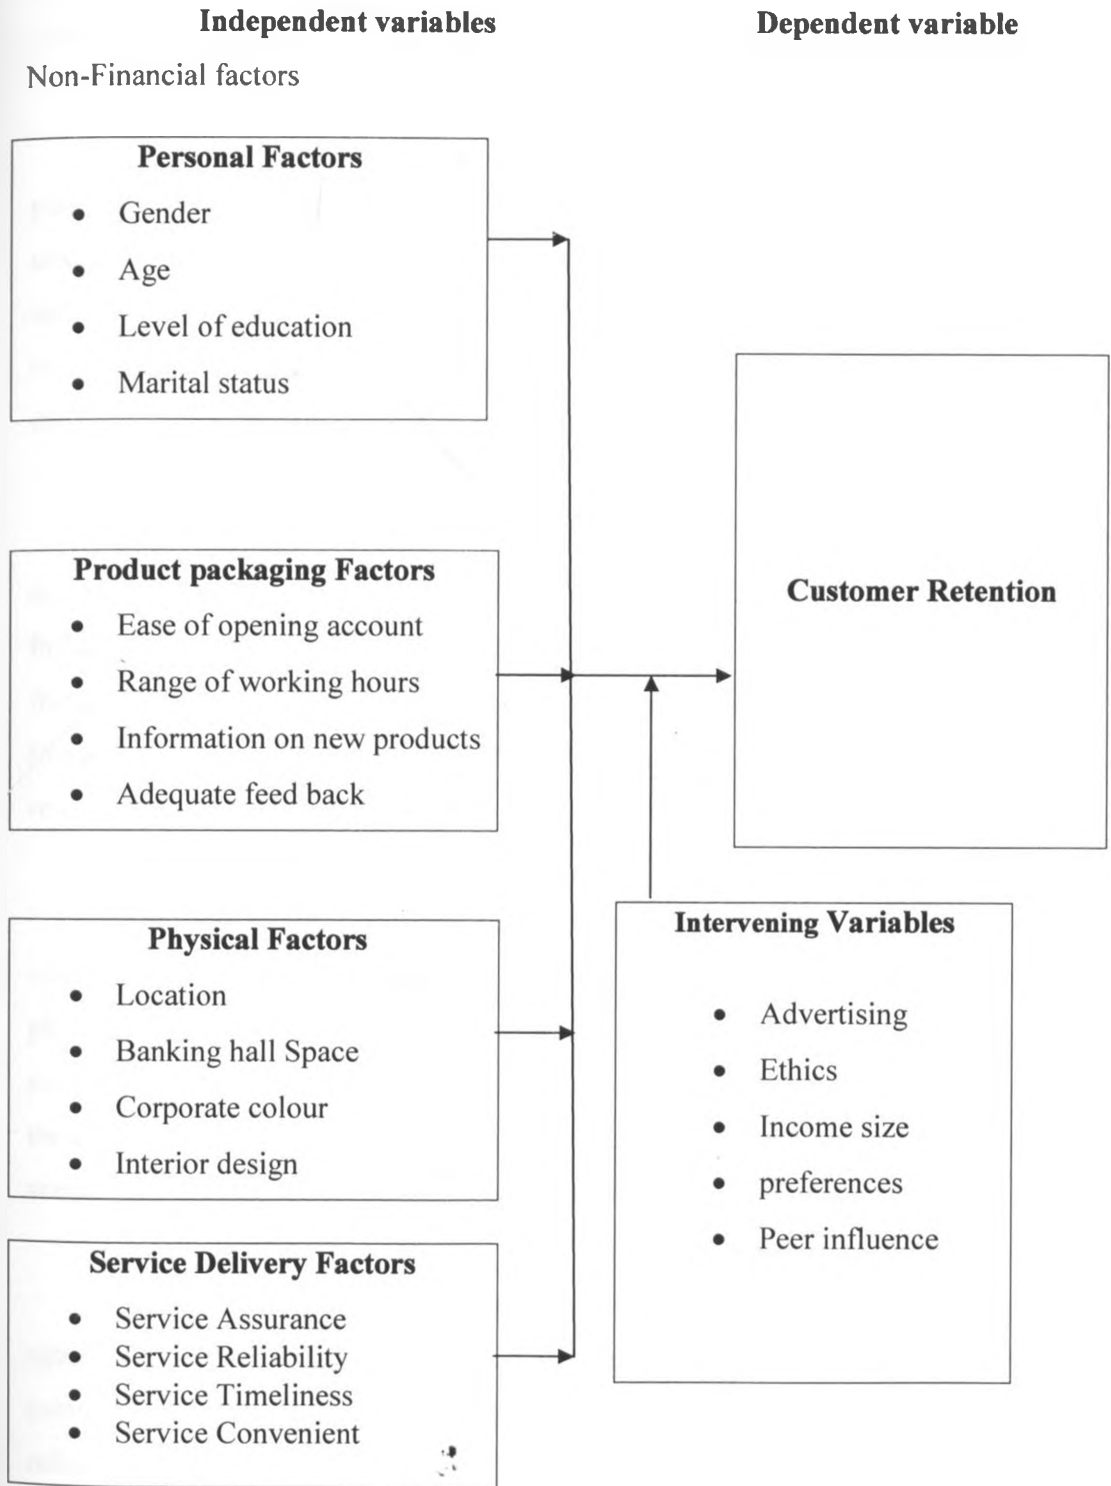 Independent variables
Dependent variable
Non-Financial factors
Personal Factors
• Gender
• Age
• Level of education
• Marital status
Product packaging Factors
• Ease of opening account
• Range of working hours
• Information on new products
• Adequate feed back
Customer Retention
Physical Factors
• Location
• Banking hall Space
• Corporate colour
• Interior design
Intervening Variables
• Advertising
• Ethics
• Income size
• preferences
• Peer influence
Service Delivery Factors
• Service Assurance
• Service Reliability
• Service Timeliness
• Service Convenient